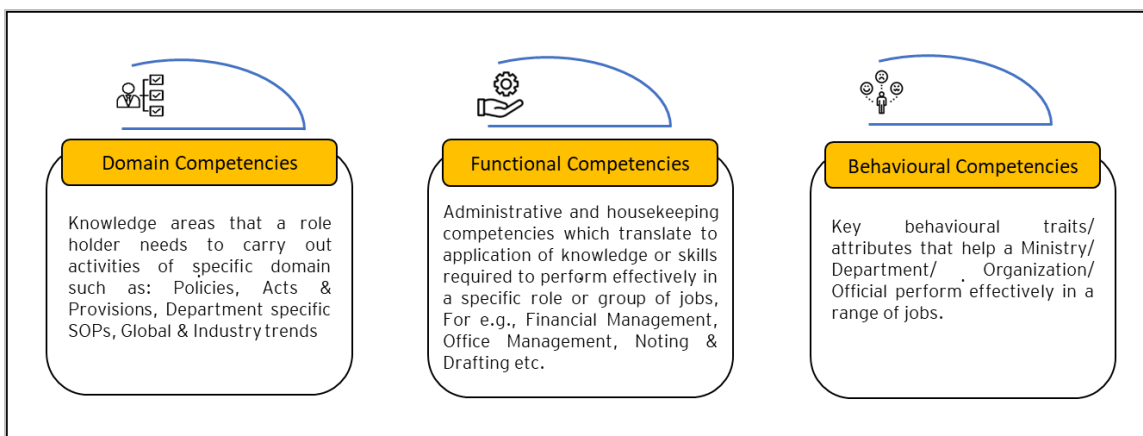 Domain Competencies
Knowledge areas that a role
holder needs to carry out
activities of specific domain
such as: Policies, Acts &
Provisions, Department specific
SOPs, Global & Industry trends
Functional Competencies
Administrative and housekeeping
competencies which translate to
application of knowledge or skills
required to perform effectively in
a specific role or group of jobs,
For e.g., Financial Management,
Office Management, Noting &
Drafting etc.
Behavioural Competencies
Key behavioural traits/
attributes that help a Ministry/
Department/ . Organization/
Official perform effectively in a
range of jobs.